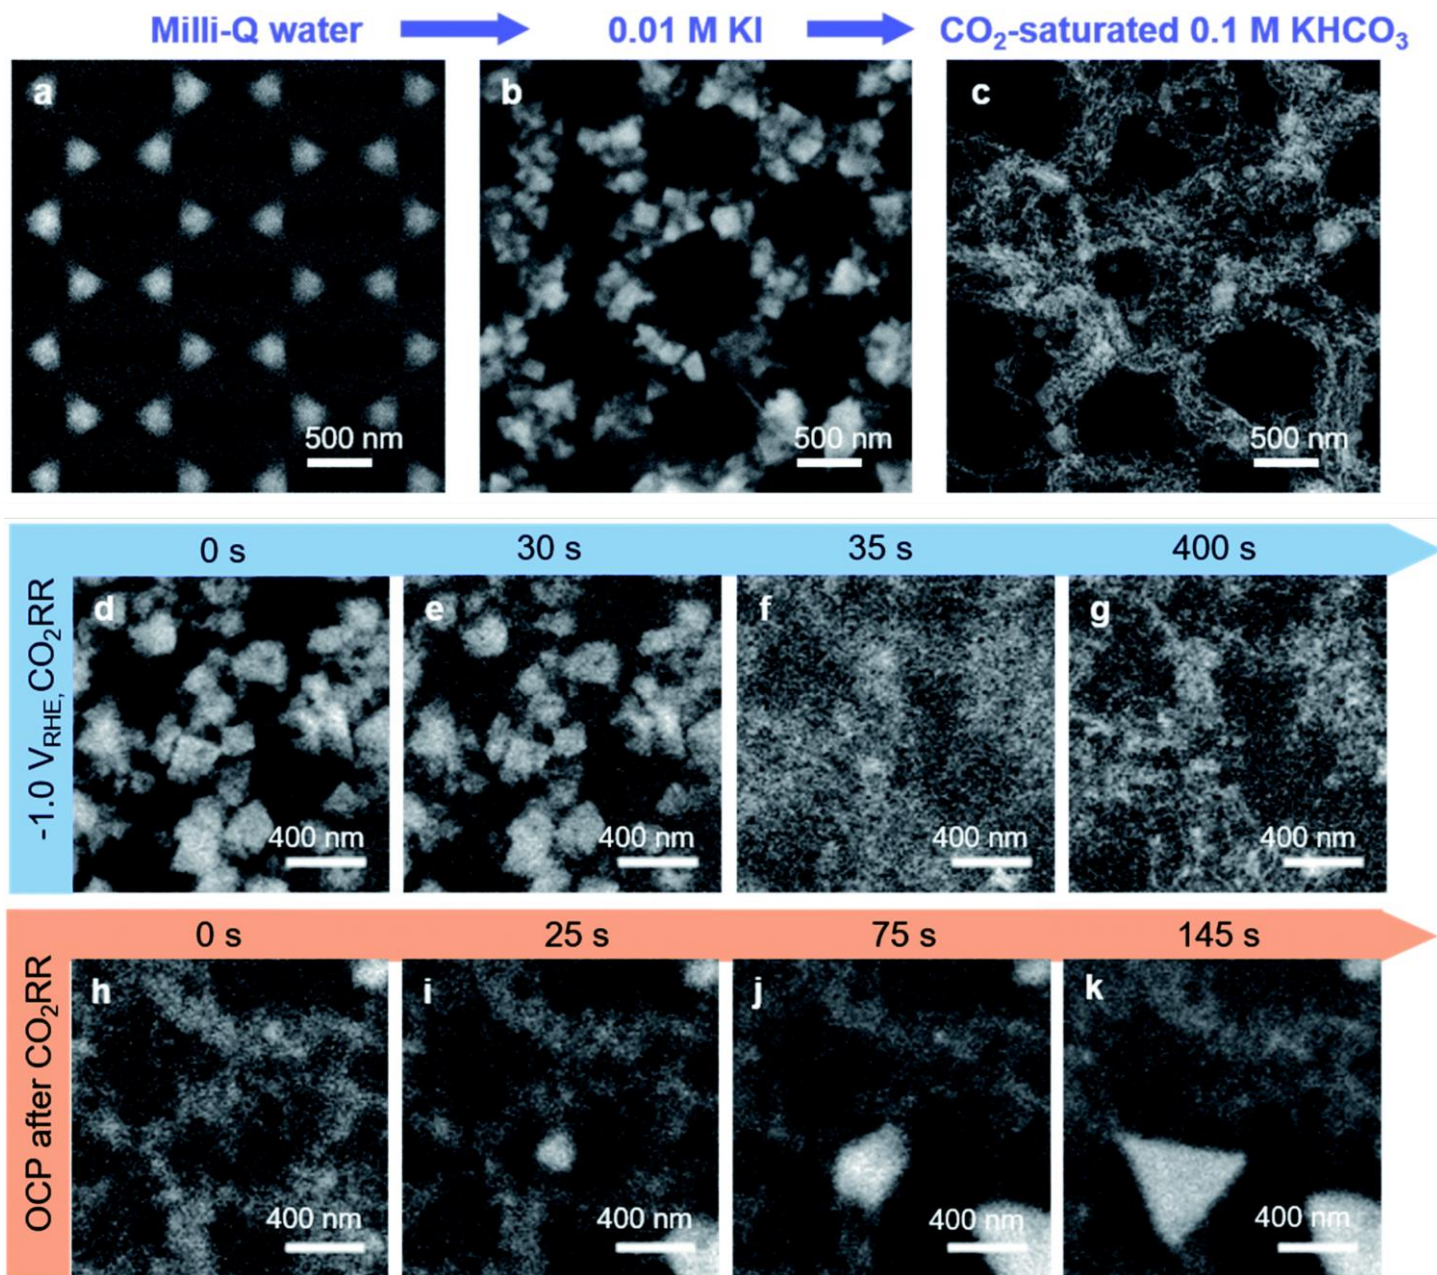 Milli-Q water
0.01 M KI
CO₂-saturated 0.1 M KHCO₃
a
b
c
500 nm
500 nm
500 nm
0 s
30 s
35 s
400 s
-1.0 V_RHE, CO₂RR
d
e
f
g
400 nm
400 nm
400 nm
400 nm
0 s
25 s
75 s
145 s
OCP after CO₂RR
h
i
j
k
400 nm
400 nm
400 nm
400 nm